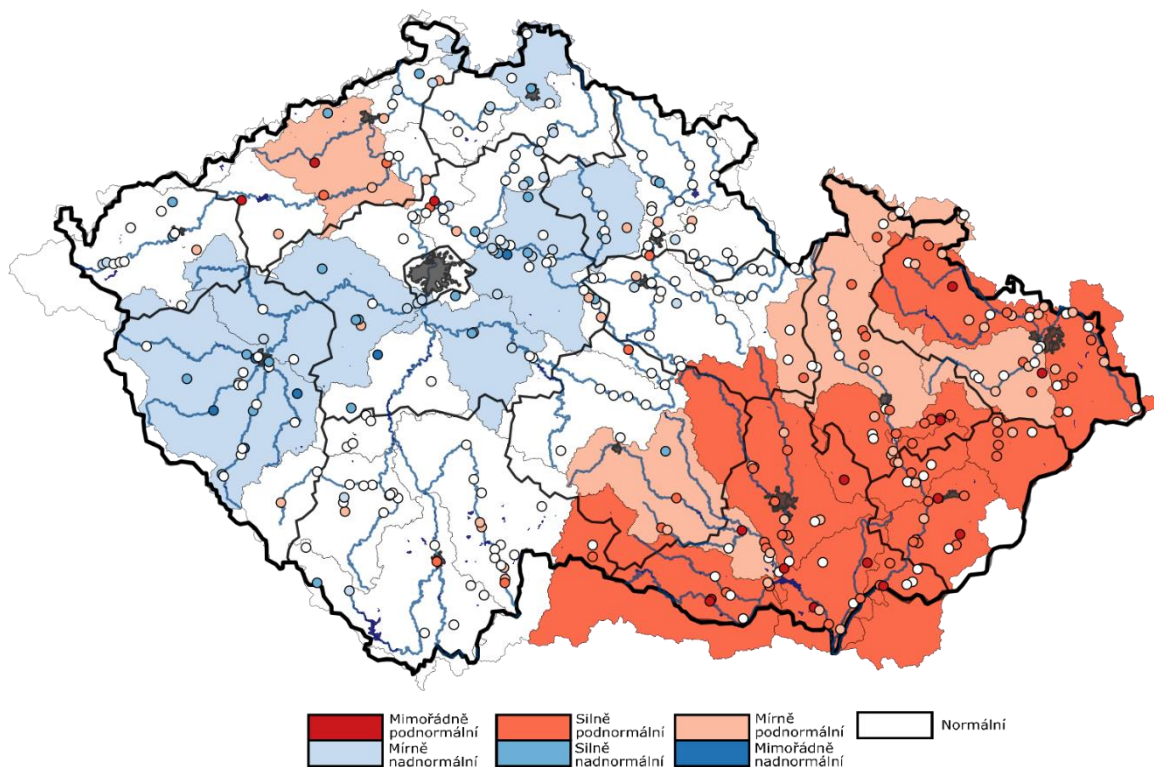 Mimořádně
podnormální
Silně
podnormální
Mírně
podnormální
Normální
Mírně
nadnormální
Silně
nadnormální
Mimořádně
nadnormální